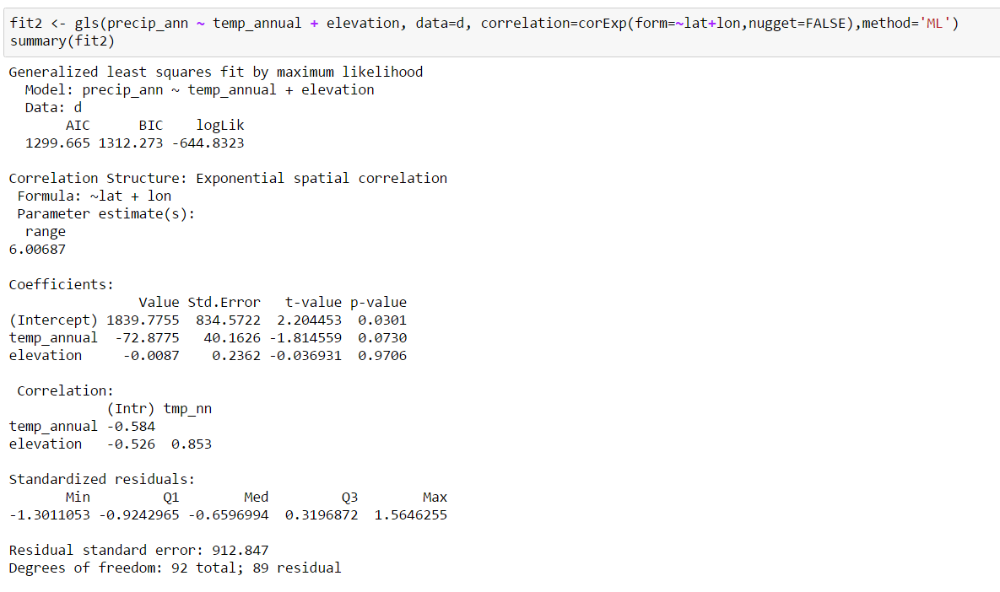 fit2 <- gls(precip_ann ~ temp_annual + elevation, data=d, correlation=corExp(form=~lat+lon,nugget=FALSE),method='ML')
summary(fit2)
Generalized least squares fit by maximum likelihood
  Model: precip_ann ~ temp_annual + elevation
  Data: d
       AIC      BIC    logLik
  1299.665 1312.273 -644.8323

Correlation Structure: Exponential spatial correlation
 Formula: ~lat + lon
 Parameter estimate(s):
  range
6.00687

Coefficients:
                Value Std.Error   t-value p-value
(Intercept) 1839.7755  834.5722  2.204453  0.0301
temp_annual  -72.8775   40.1626 -1.814559  0.0730
elevation     -0.0087    0.2362 -0.036931  0.9706

 Correlation:
            (Intr) tmp_nn
temp_annual -0.584
elevation   -0.526  0.853

Standardized residuals:
       Min         Q1        Med         Q3        Max
-1.3011053 -0.9242965 -0.6596994  0.3196872  1.5646255

Residual standard error: 912.847
Degrees of freedom: 92 total; 89 residual